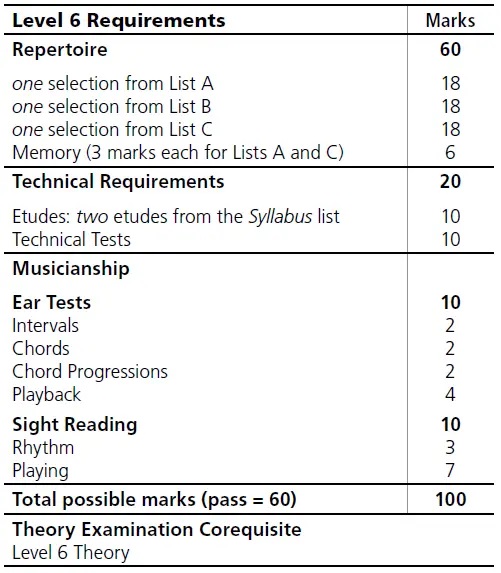 Level 6 Requirements Marks
Repertoire 60
one selection from List A 18
one selection from List B 18
one selection from List C 18
Memory (3 marks each for Lists A and C) 6
Technical Requirements 20
Etudes: two etudes from the Syllabus list 10
Technical Tests 10
Musicianship
Ear Tests 10
Intervals 2
Chords 2
Chord Progressions 2
Playback 4
Sight Reading 10
Rhythm 3
Playing 7
Total possible marks (pass = 60) 100
Theory Examination Corequisite
Level 6 Theory